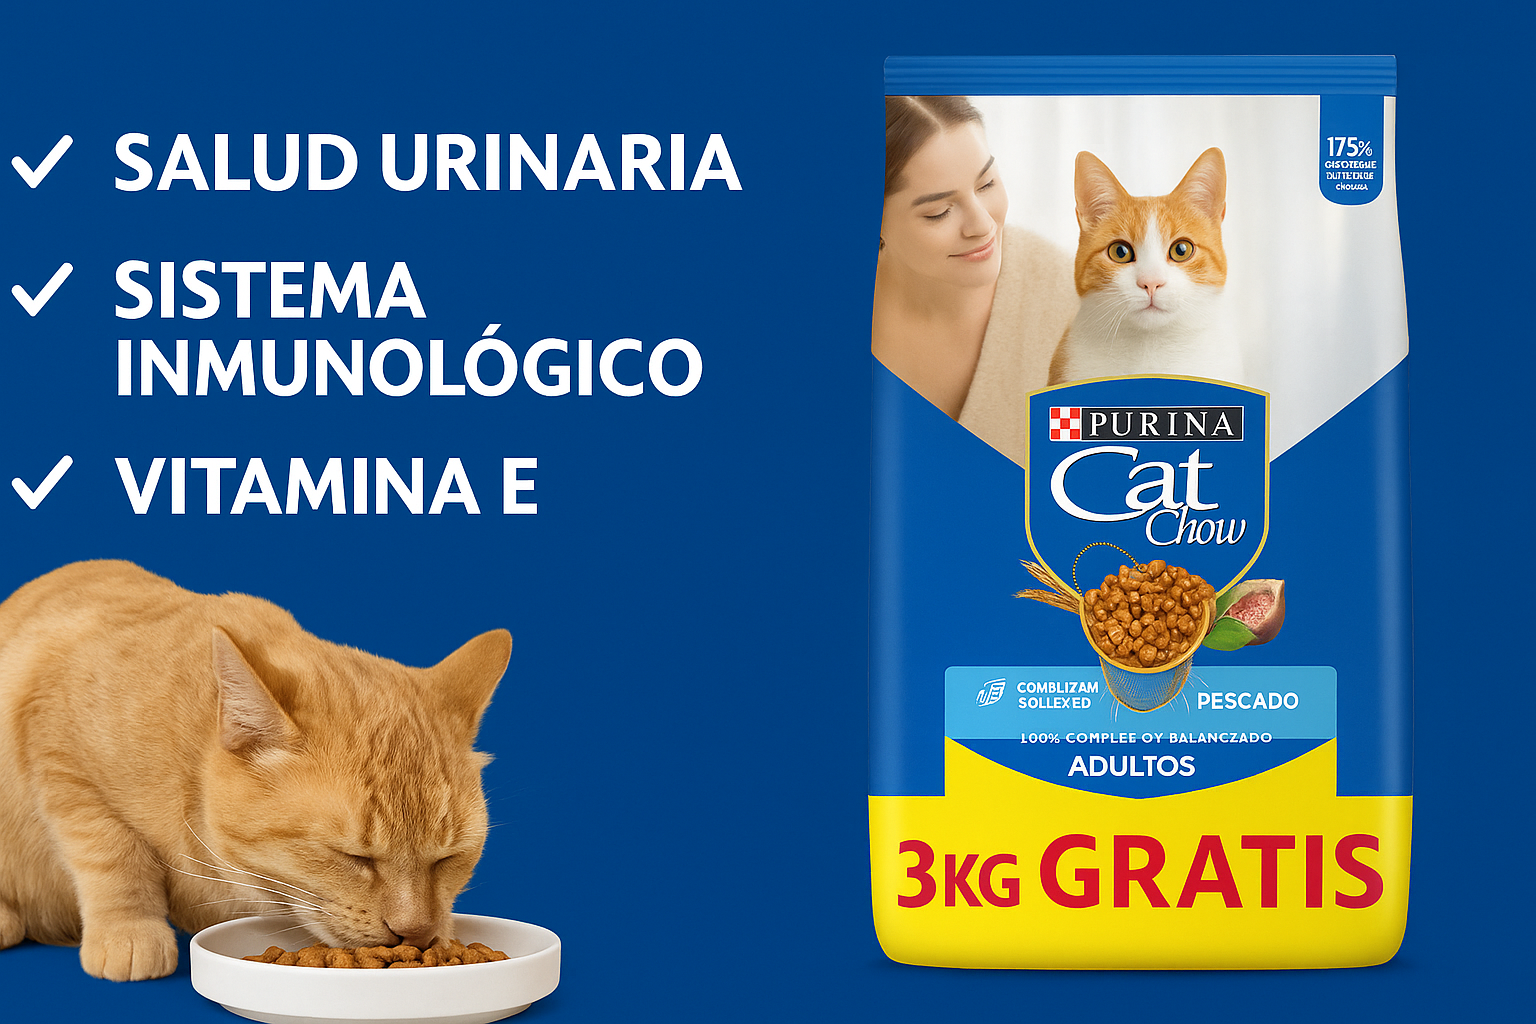 SALUD URINARIA
SISTEMA
INMUNOLÓGICO
VITAMINA E
175%
PURINA
Cat
Chow
COMBLIZAM
SOLLEXED
PESCADO
100% COMPLEE OY BALANCZADO
ADULTOS
3KG GRATIS